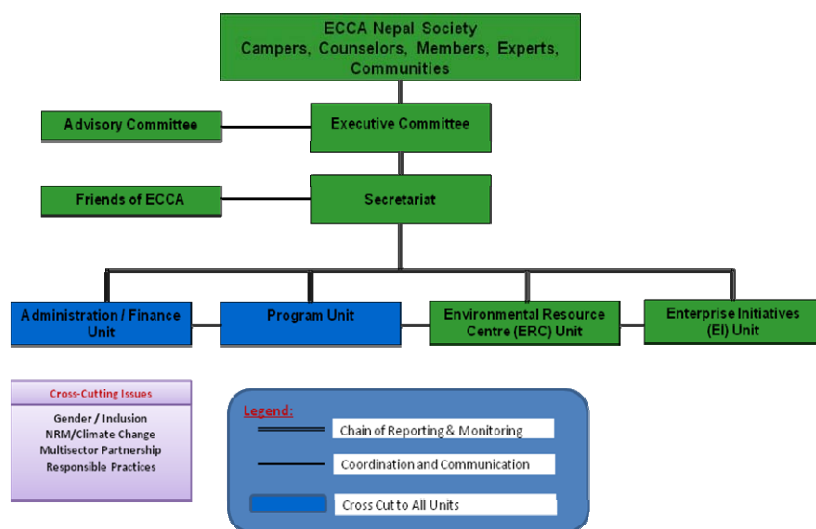 ECCA Nepal Society
Campers, Counselors, Members, Experts,
Communities
Advisory Committee
Executive Committee
Friends of ECCA
Secretariat
Administration / Finance
Unit
Program Unit
Environmental Resource
Centre (ERC) Unit
Enterprise Initiatives
(EI) Unit
Cross-Cutting Issues
Gender / Inclusion
NRM/Climate Change
Multisector Partnership
Responsible Practices
Legend:
Chain of Reporting & Monitoring
Coordination and Communication
Cross Cut to All Units